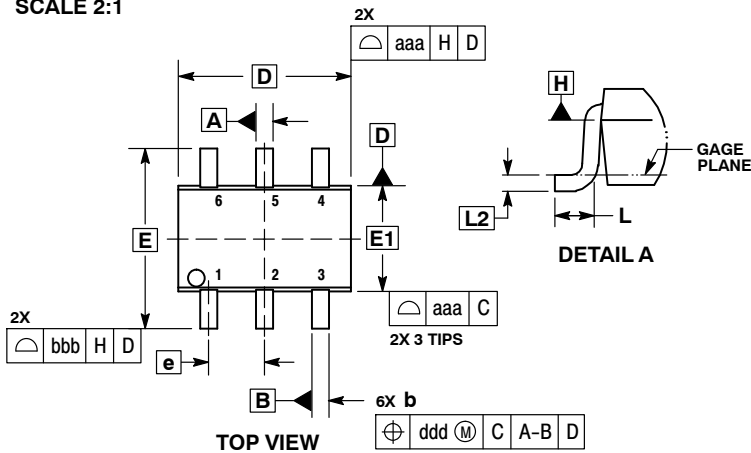 SCALE 2:1
2X
⌓ aaa H D
D
A
D
H
GAGE
PLANE
6 5 4
L2
L
E
E1
DETAIL A
1 2 3
⌓ aaa C
2X 3 TIPS
2X
⌓ bbb H D
e
B
6X b
⌖ ddd Ⓜ C A-B D
TOP VIEW